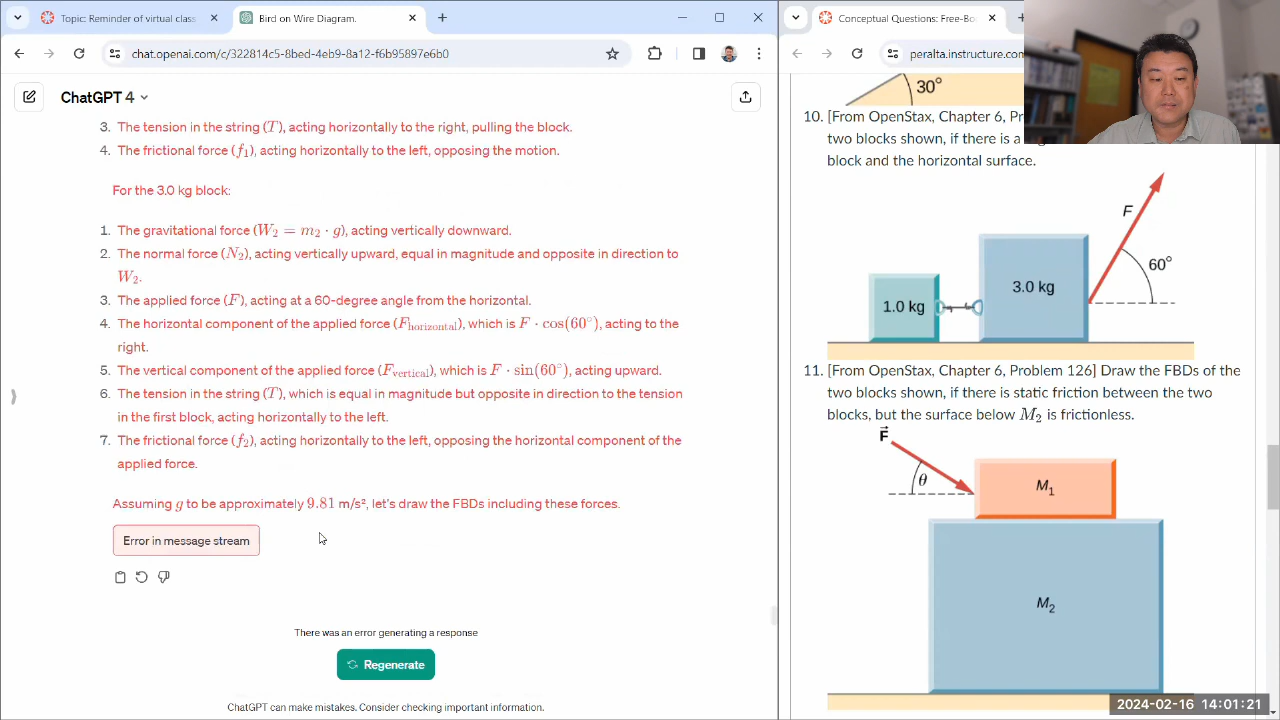 Topic: Reminder of virtual class
Bird on Wire Diagram.
chat.openai.com/c/322814c5-8bed-4eb9-8a12-f6b95897e6b0
ChatGPT 4
3. The tension in the string (T), acting horizontally to the right, pulling the block.
4. The frictional force (f₁), acting horizontally to the left, opposing the motion.
For the 3.0 kg block:
1. The gravitational force (W₂ = m₂ · g), acting vertically downward.
2. The normal force (N₂), acting vertically upward, equal in magnitude and opposite in direction to
W₂.
3. The applied force (F), acting at a 60-degree angle from the horizontal.
4. The horizontal component of the applied force (F_horizontal), which is F · cos(60°), acting to the
right.
5. The vertical component of the applied force (F_vertical), which is F · sin(60°), acting upward.
6. The tension in the string (T), which is equal in magnitude but opposite in direction to the tension
in the first block, acting horizontally to the left.
7. The frictional force (f₂), acting horizontally to the left, opposing the horizontal component of the
applied force.
Assuming g to be approximately 9.81 m/s², let's draw the FBDs including these forces.
Error in message stream
There was an error generating a response
Regenerate
ChatGPT can make mistakes. Consider checking important information.
Conceptual Questions: Free-Bo
peralta.instructure.com
30°
10. [From OpenStax, Chapter 6,
two blocks shown, if there is a
block and the horizontal surface.
F
60°
1.0 kg
3.0 kg
11. [From OpenStax, Chapter 6, Problem 126] Draw the FBDs of the
two blocks shown, if there is static friction between the two
blocks, but the surface below M₂ is frictionless.
F⃗
θ
M₁
M₂
2024-02-16 14:01:21